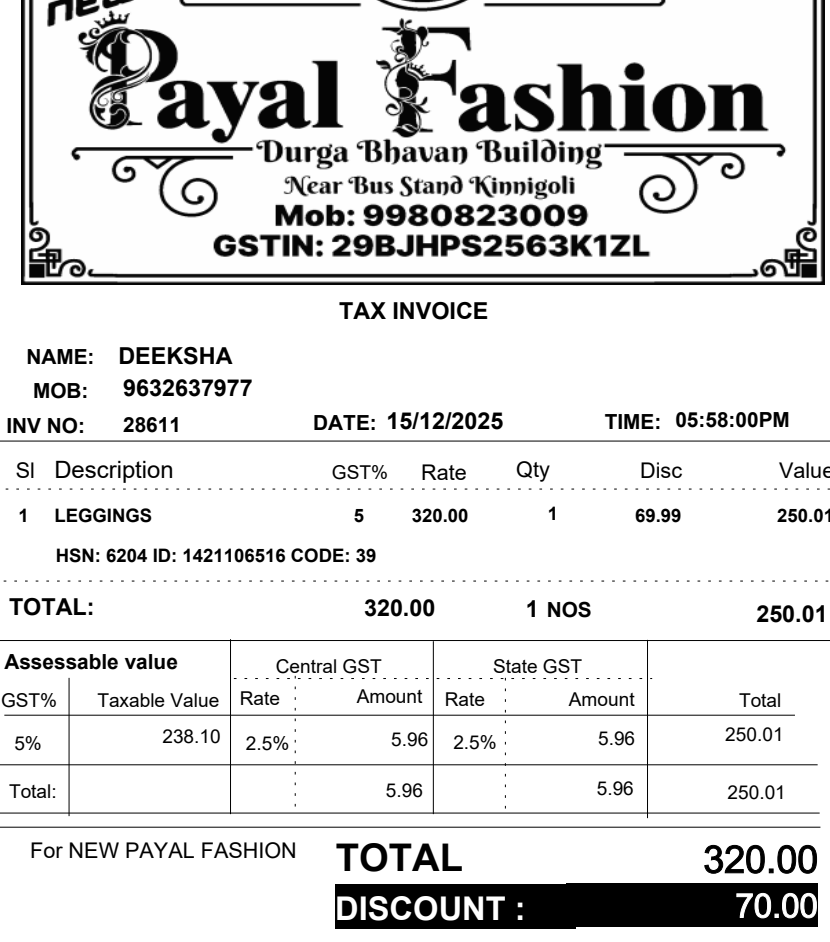 new
Payal Fashion
Durga Bhavan Building
Near Bus Stand Kinnigoli
Mob: 9980823009
GSTIN: 29BJHPS2563K1ZL
TAX INVOICE
NAME: DEEKSHA
MOB: 9632637977
INV NO: 28611 DATE: 15/12/2025 TIME: 05:58:00PM
Sl Description GST% Rate Qty Disc Value
1 LEGGINGS 5 320.00 1 69.99 250.01
HSN: 6204 ID: 1421106516 CODE: 39
TOTAL: 320.00 1 NOS 250.01
Assessable value Central GST State GST
GST% Taxable Value Rate Amount Rate Amount Total
5% 238.10 2.5% 5.96 2.5% 5.96 250.01
Total: 5.96 5.96 250.01
For NEW PAYAL FASHION TOTAL 320.00
DISCOUNT : 70.00